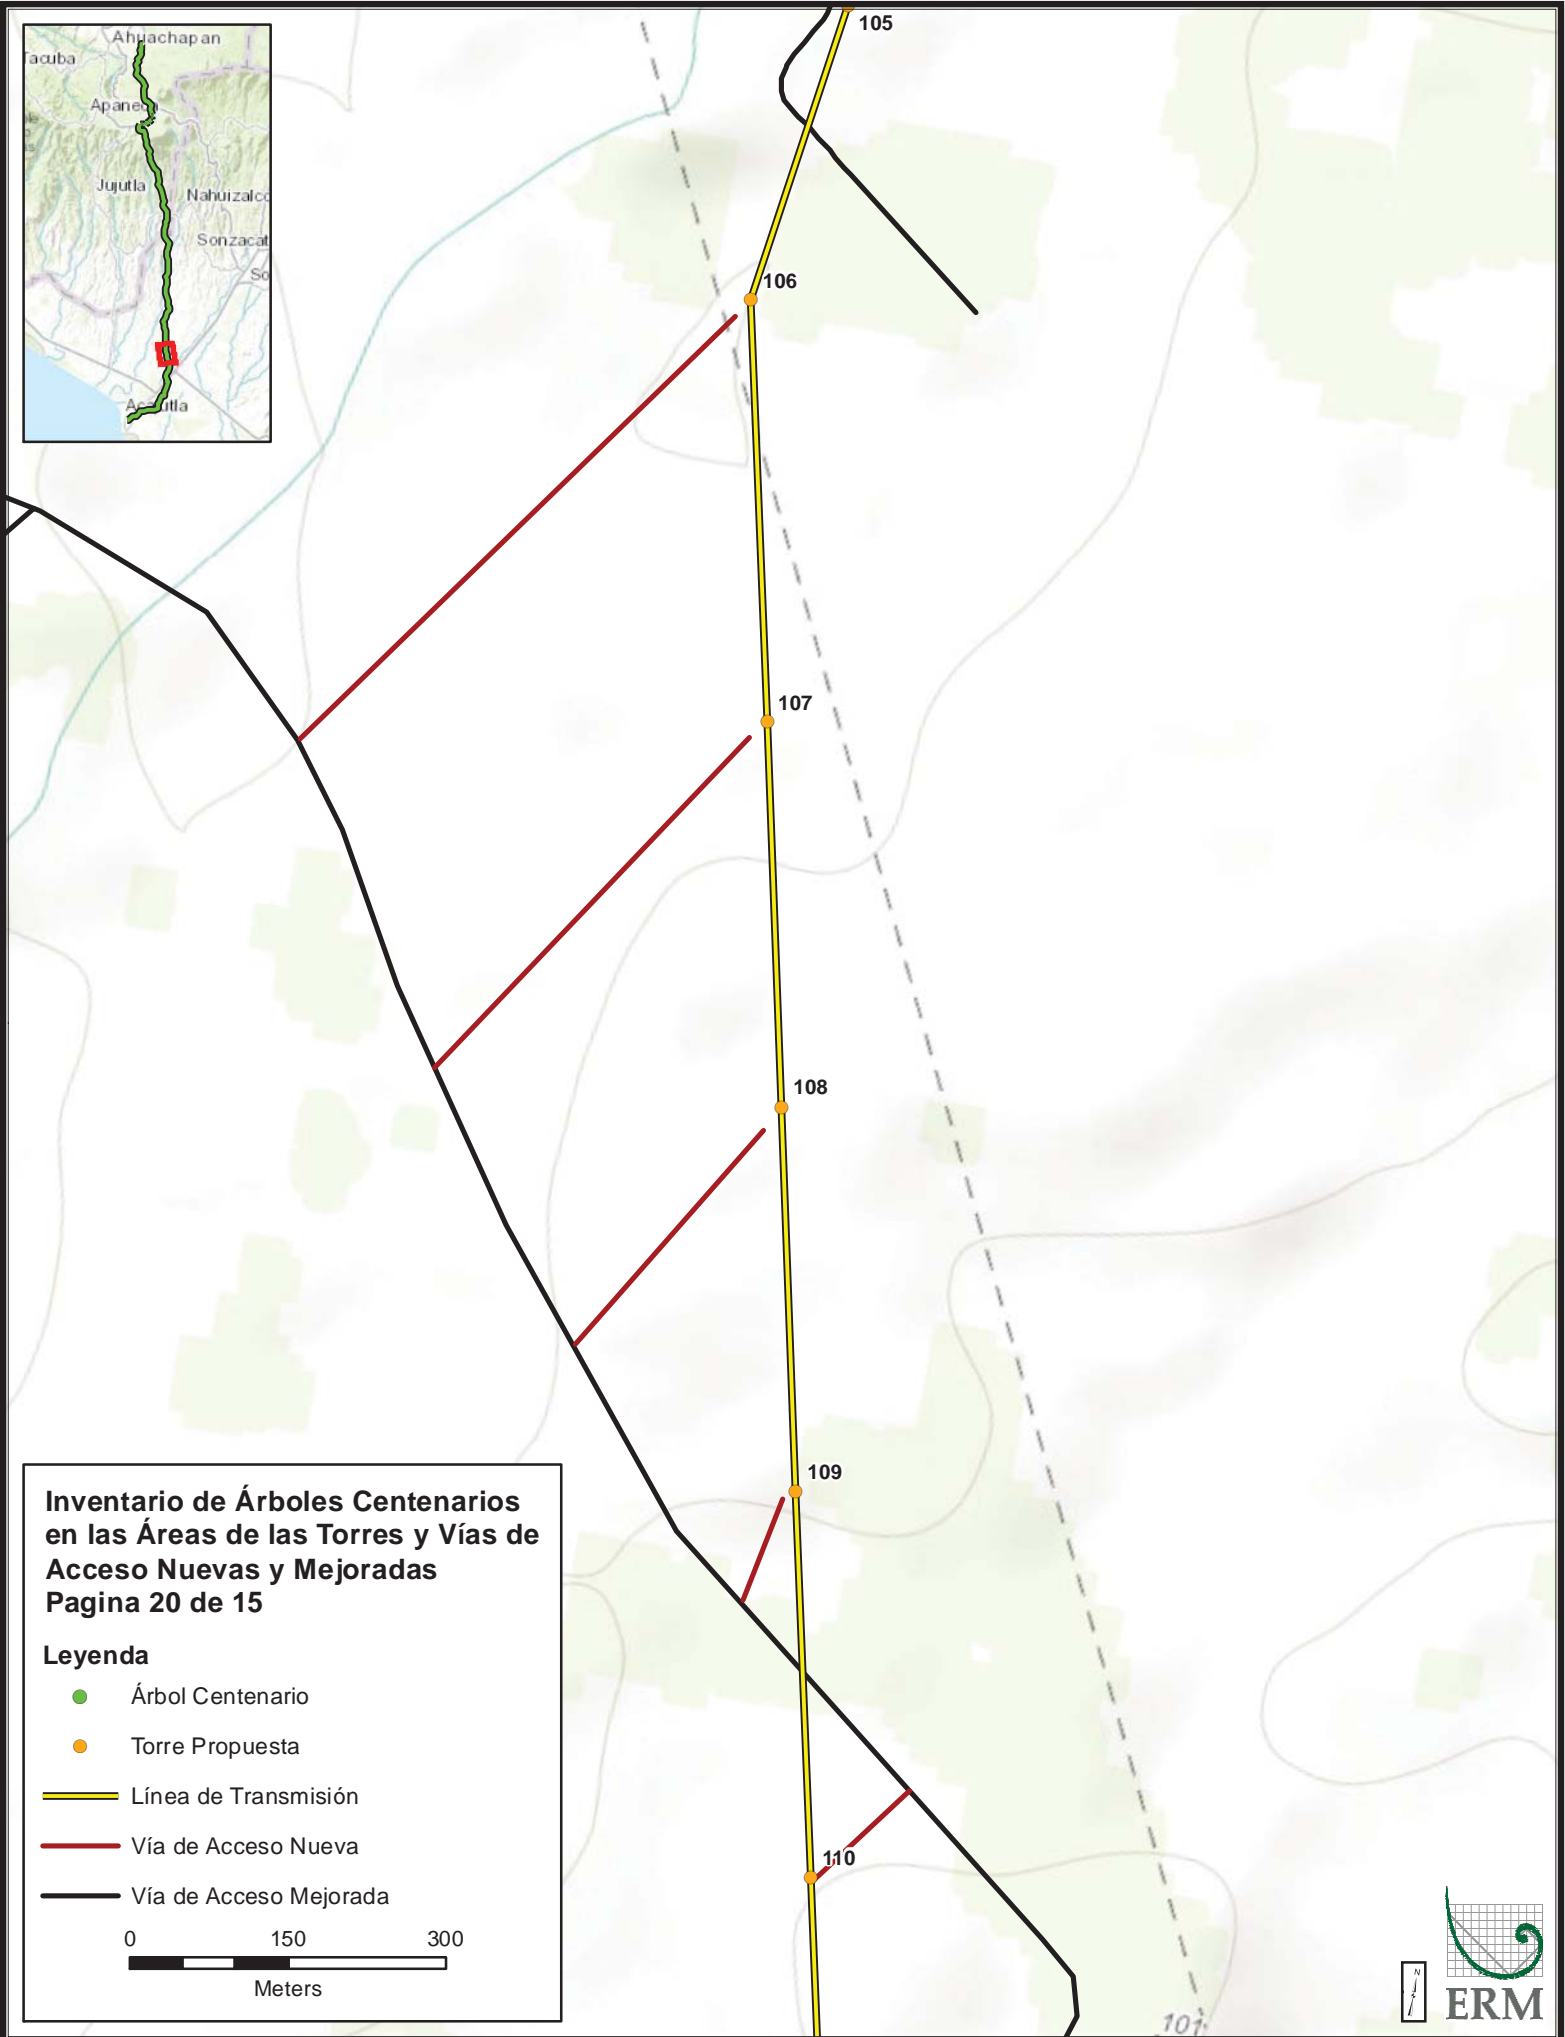 Ahuachapan
Tacuba
Jujutla
Nahuizalco
Sonzacat
So
105
106
107
108
109
110
101
Inventario de Árboles Centenarios
en las Áreas de las Torres y Vías de
Acceso Nuevas y Mejoradas
Pagina 20 de 15
Leyenda
Árbol Centenario
Torre Propuesta
Línea de Transmisión
Vía de Acceso Nueva
Vía de Acceso Mejorada
0 150 300
Meters
N
ERM